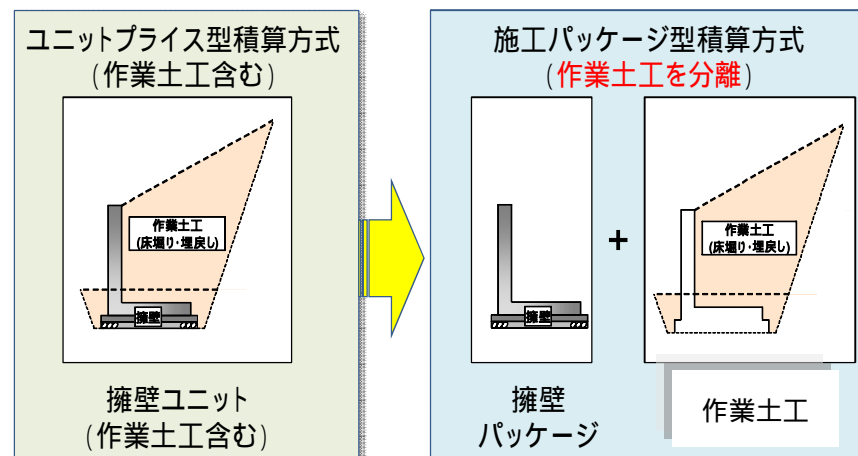 ユニットプライス型積算方式
(作業土工含む)
作業土工
(床堀り･埋戻し)
擁壁
擁壁ユニット
(作業土工含む)
施工パッケージ型積算方式
(作業土工を分離)
擁壁
+
作業土工
(床堀り･埋戻し)
擁壁
パッケージ
作業土工